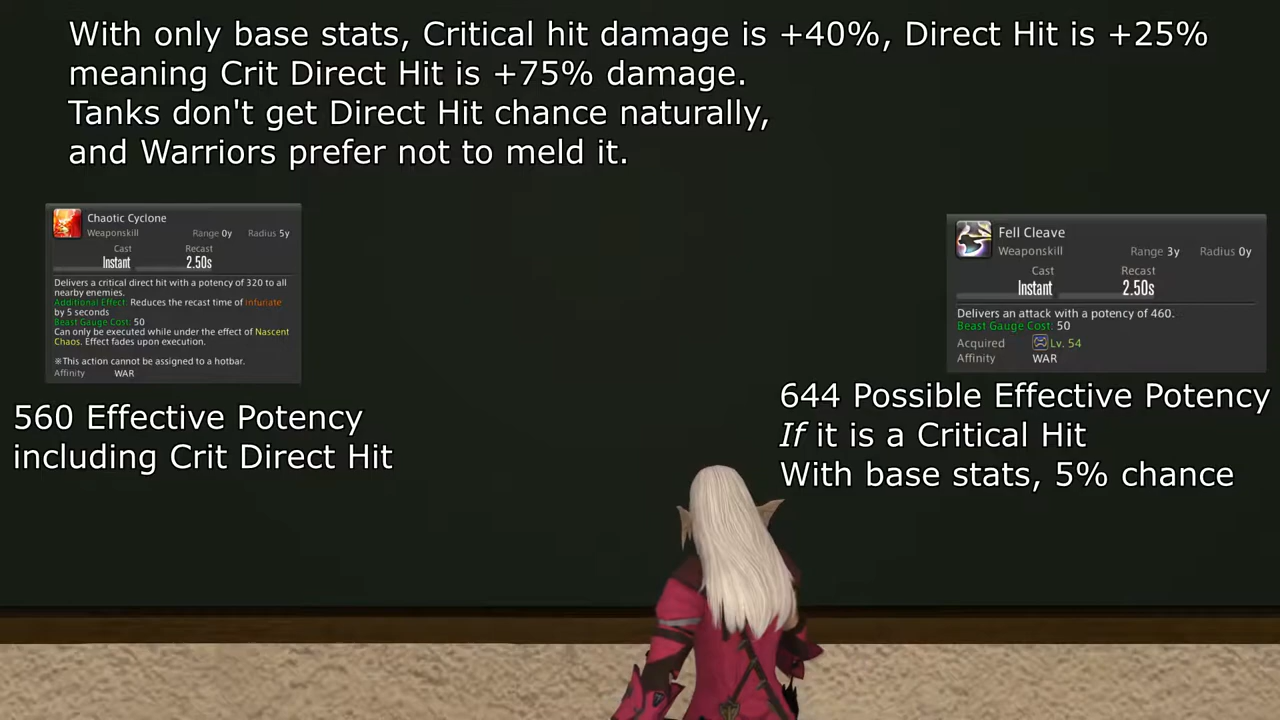 With only base stats, Critical hit damage is +40%, Direct Hit is +25%
meaning Crit Direct Hit is +75% damage.
Tanks don't get Direct Hit chance naturally,
and Warriors prefer not to meld it.
Chaotic Cyclone
Weaponskill Range 0y Radius 5y
Cast Recast
Instant 2.50s
Delivers a critical direct hit with a potency of 320 to all
nearby enemies.
Additional Effect: Reduces the recast time of Infuriate
by 5 seconds
Beast Gauge Cost: 50
Can only be executed while under the effect of Nascent
Chaos. Effect fades upon execution.
※This action cannot be assigned to a hotbar.
Affinity WAR
560 Effective Potency
including Crit Direct Hit
Fell Cleave
Weaponskill Range 3y Radius 0y
Cast Recast
Instant 2.50s
Delivers an attack with a potency of 460.
Beast Gauge Cost: 50
Acquired Lv. 54
Affinity WAR
644 Possible Effective Potency
If it is a Critical Hit
With base stats, 5% chance